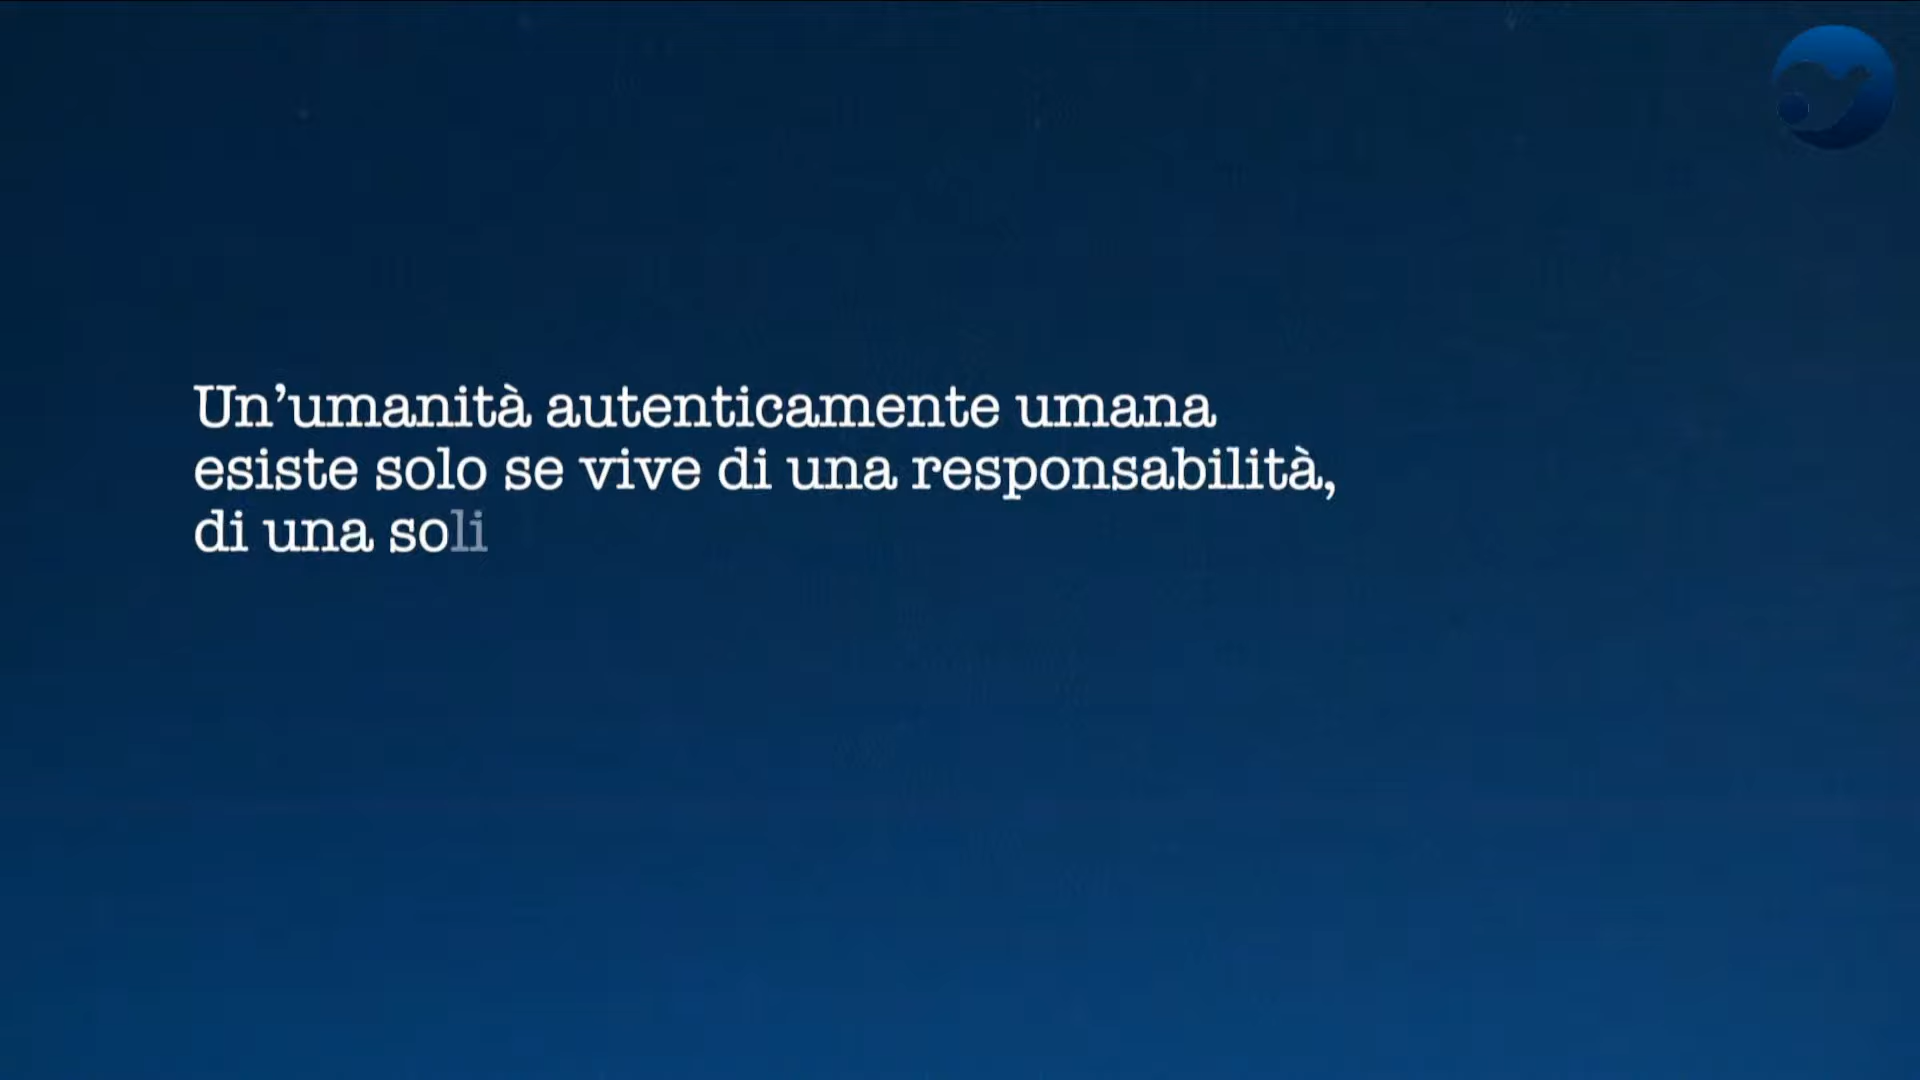 Un’umanità autenticamente umana
esiste solo se vive di una responsabilità,
di una soli